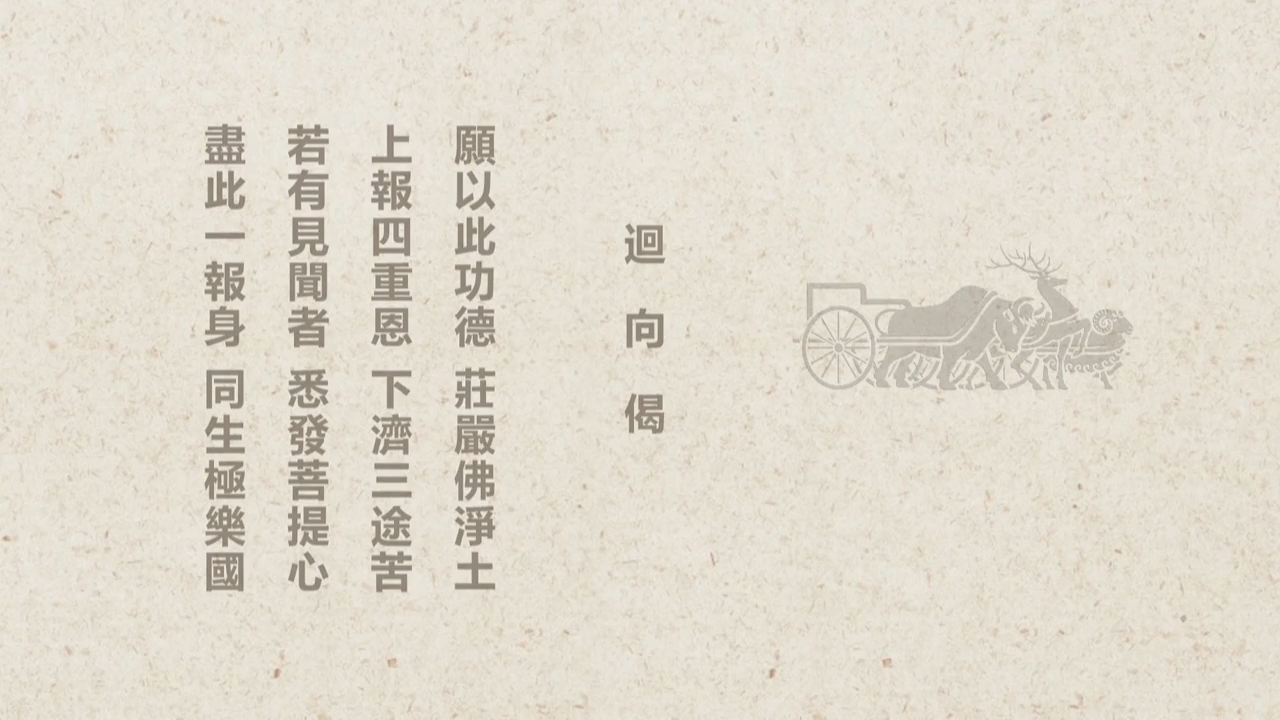 迴向偈
願以此功德 莊嚴佛淨土
上報四重恩 下濟三途苦
若有見聞者 悉發菩提心
盡此一報身 同生極樂國